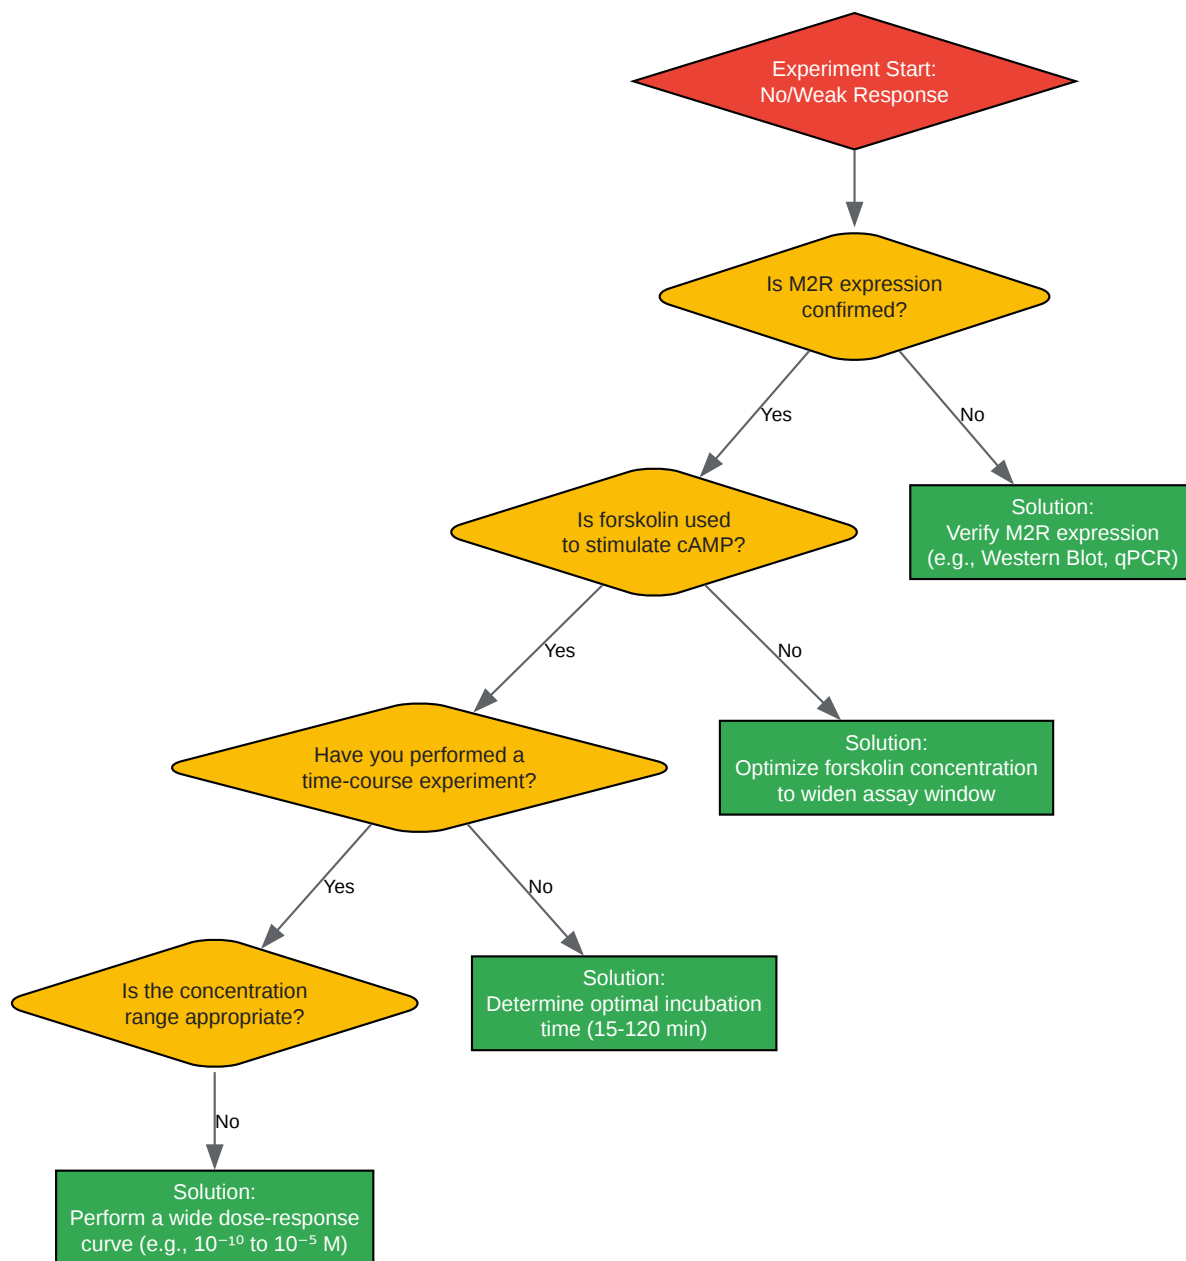 Experiment Start:
No/Weak Response
Is M2R expression
confirmed?
Yes
No
Is forskolin used
to stimulate cAMP?
Solution:
Verify M2R expression
(e.g., Western Blot, qPCR)
Yes
No
Have you performed a
time-course experiment?
Solution:
Optimize forskolin concentration
to widen assay window
Yes
No
Is the concentration
range appropriate?
Solution:
Determine optimal incubation
time (15-120 min)
No
Solution:
Perform a wide dose-response
curve (e.g., 10⁻¹⁰ to 10⁻⁵ M)